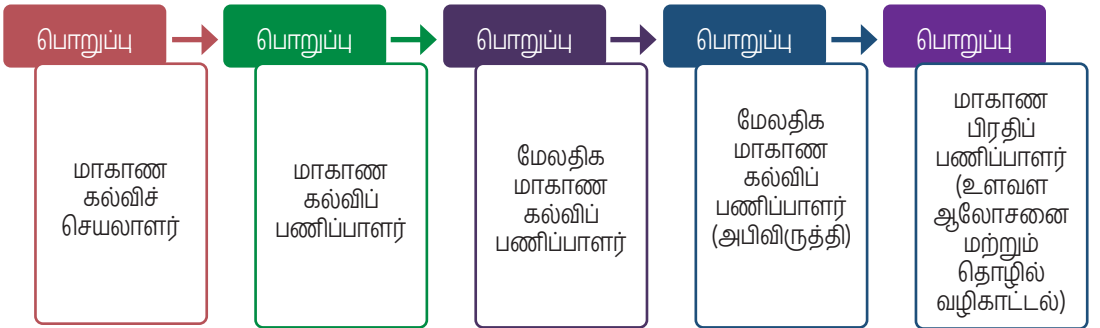 பொறுப்பு
மாகாண
கல்விச்
செயலாளர்
பொறுப்பு
மாகாண
கல்விப்
பணிப்பாளர்
பொறுப்பு
மேலதிக
மாகாண
கல்விப்
பணிப்பாளர்
பொறுப்பு
மேலதிக
மாகாண
கல்விப்
பணிப்பாளர்
(அபிவிருத்தி)
பொறுப்பு
மாகாண
பிரதிப்
பணிப்பாளர்
(உளவள
ஆலோசனை
மற்றும்
தொழில்
வழிகாட்டல்)